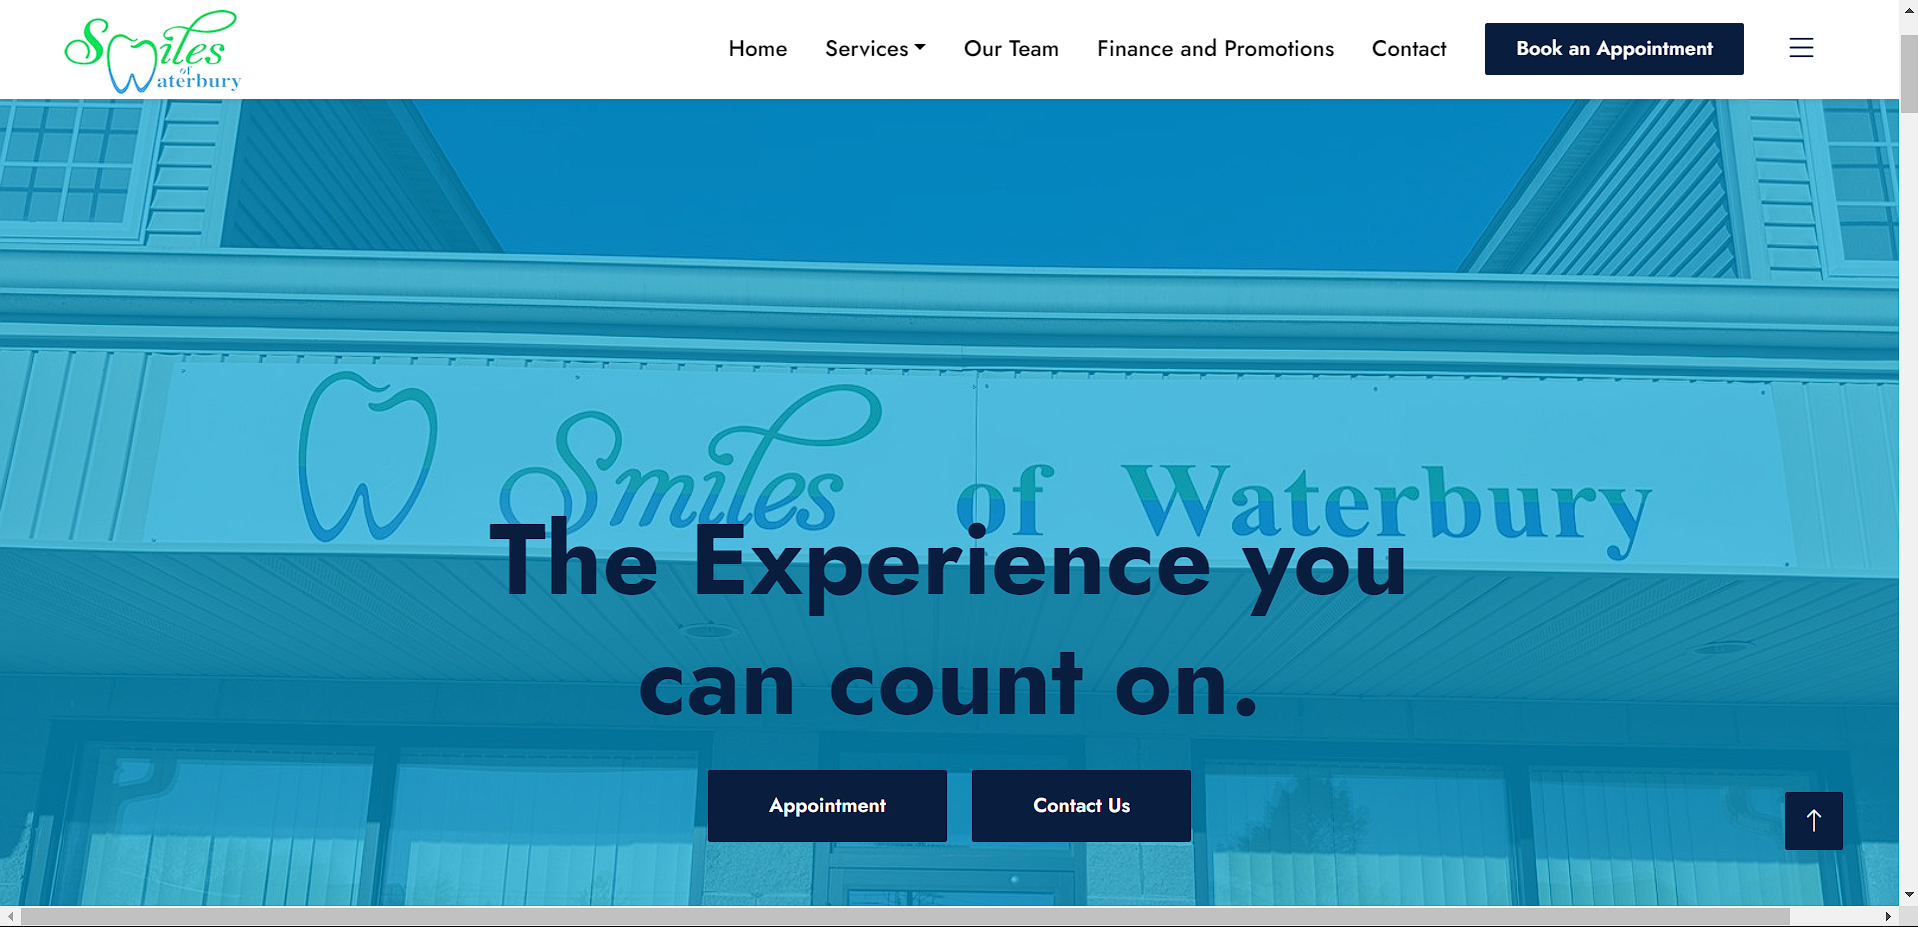 Smiles
of
Waterbury
Home
Services
Our Team
Finance and Promotions
Contact
Book an Appointment
Smiles of Waterbury
The Experience you
can count on.
Appointment
Contact Us